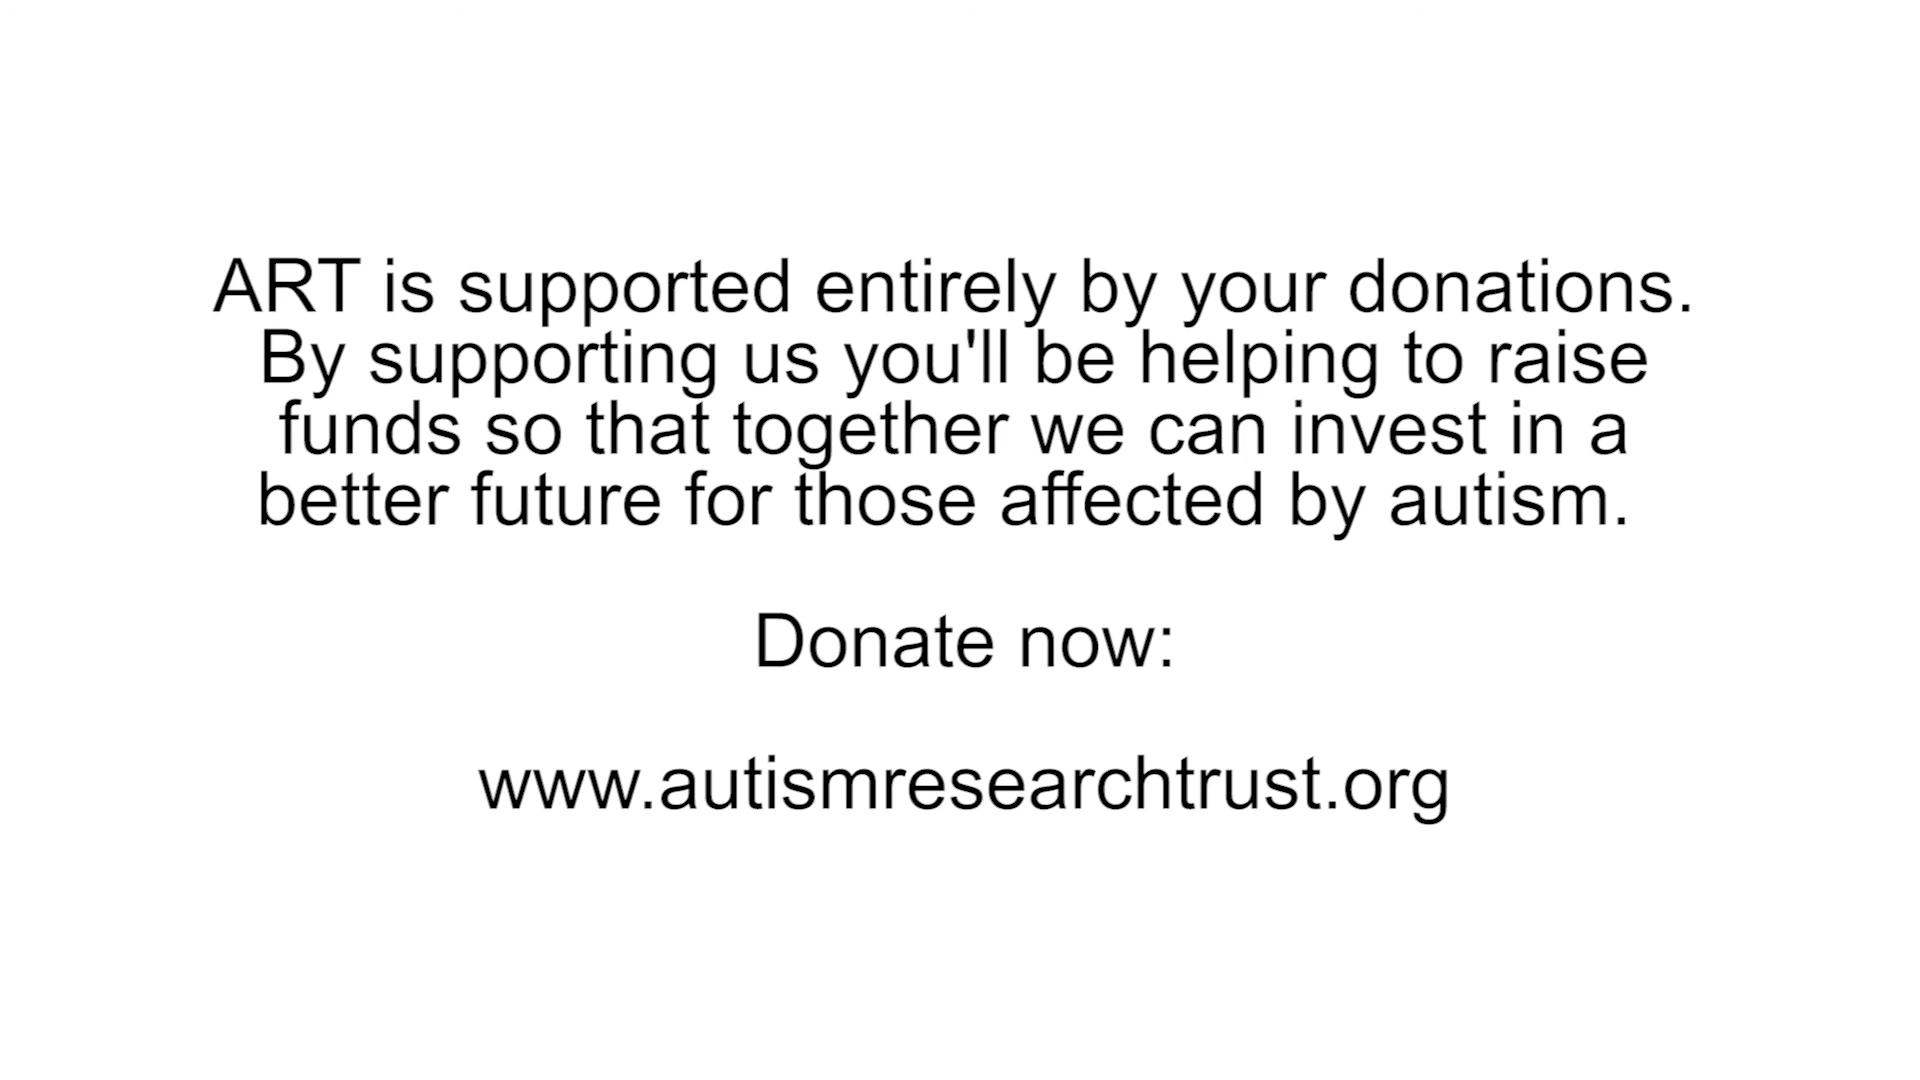 ART is supported entirely by your donations.
By supporting us you'll be helping to raise
funds so that together we can invest in a
better future for those affected by autism.
Donate now:
www.autismresearchtrust.org